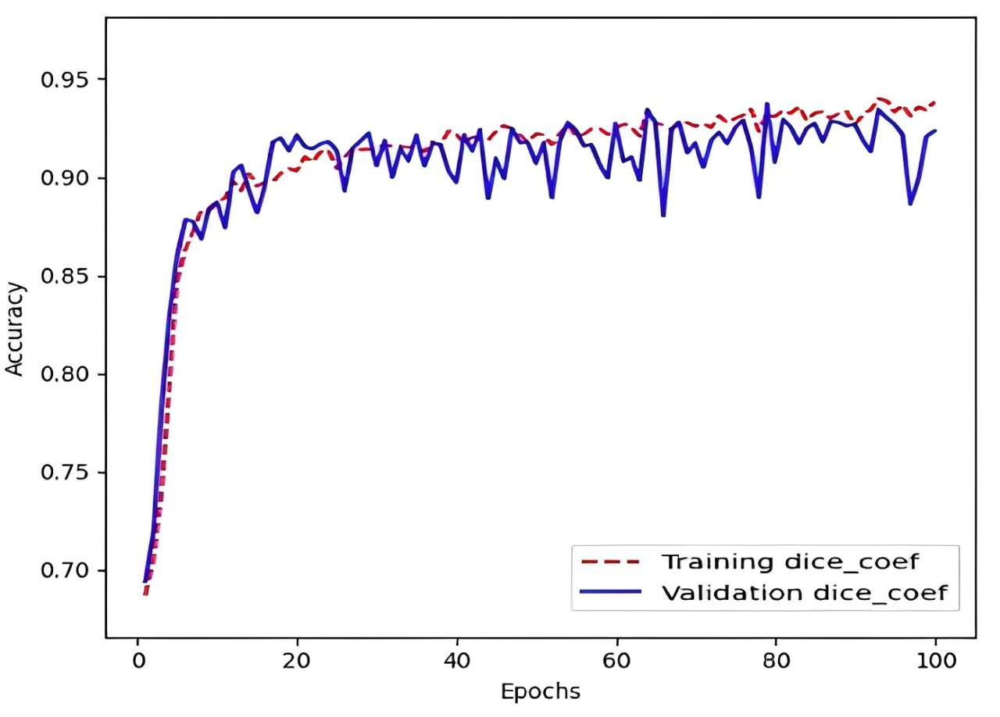 0.95
0.90
0.85
0.80
0.75
0.70
Accuracy
Training dice_coef
Validation dice_coef
0 20 40 60 80 100
Epochs